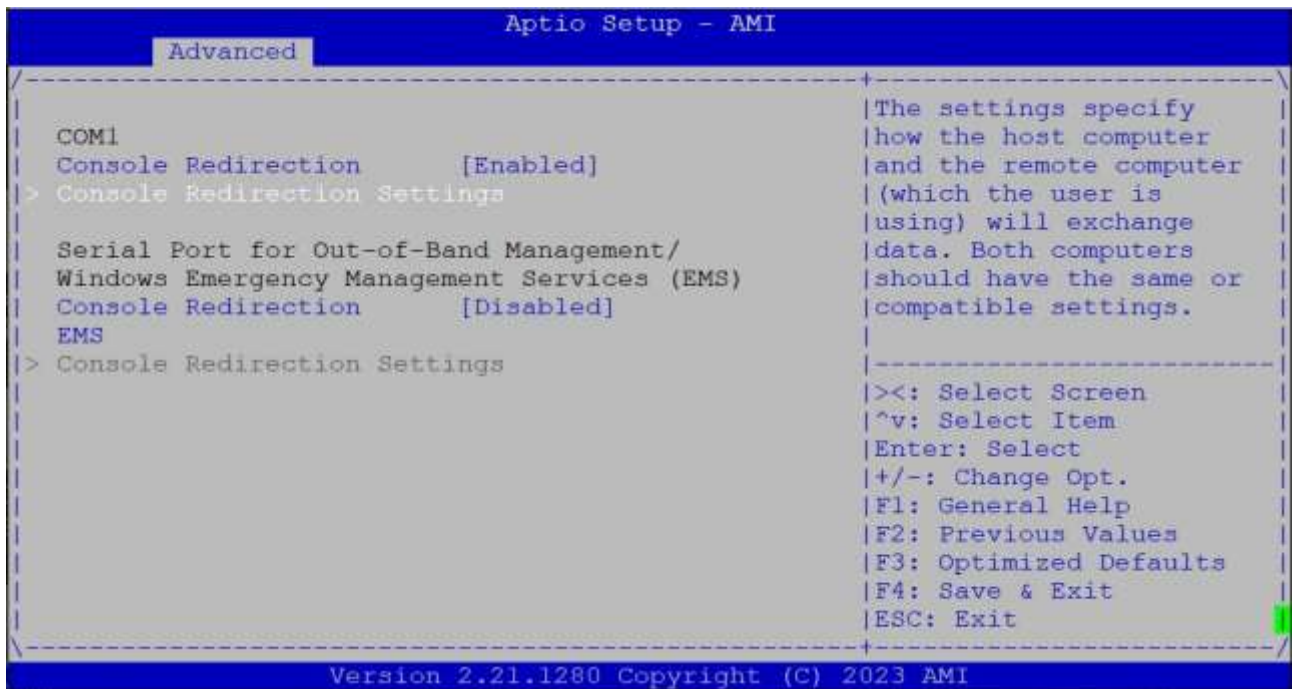 Aptio Setup - AMI
Advanced
COM1
Console Redirection [Enabled]
> Console Redirection Settings
Serial Port for Out-of-Band Management/
Windows Emergency Management Services (EMS)
Console Redirection [Disabled]
EMS
> Console Redirection Settings
The settings specify
how the host computer
and the remote computer
(which the user is
using) will exchange
data. Both computers
should have the same or
compatible settings.
><: Select Screen
^v: Select Item
Enter: Select
+/-: Change Opt.
F1: General Help
F2: Previous Values
F3: Optimized Defaults
F4: Save & Exit
ESC: Exit
Version 2.21.1280 Copyright (C) 2023 AMI